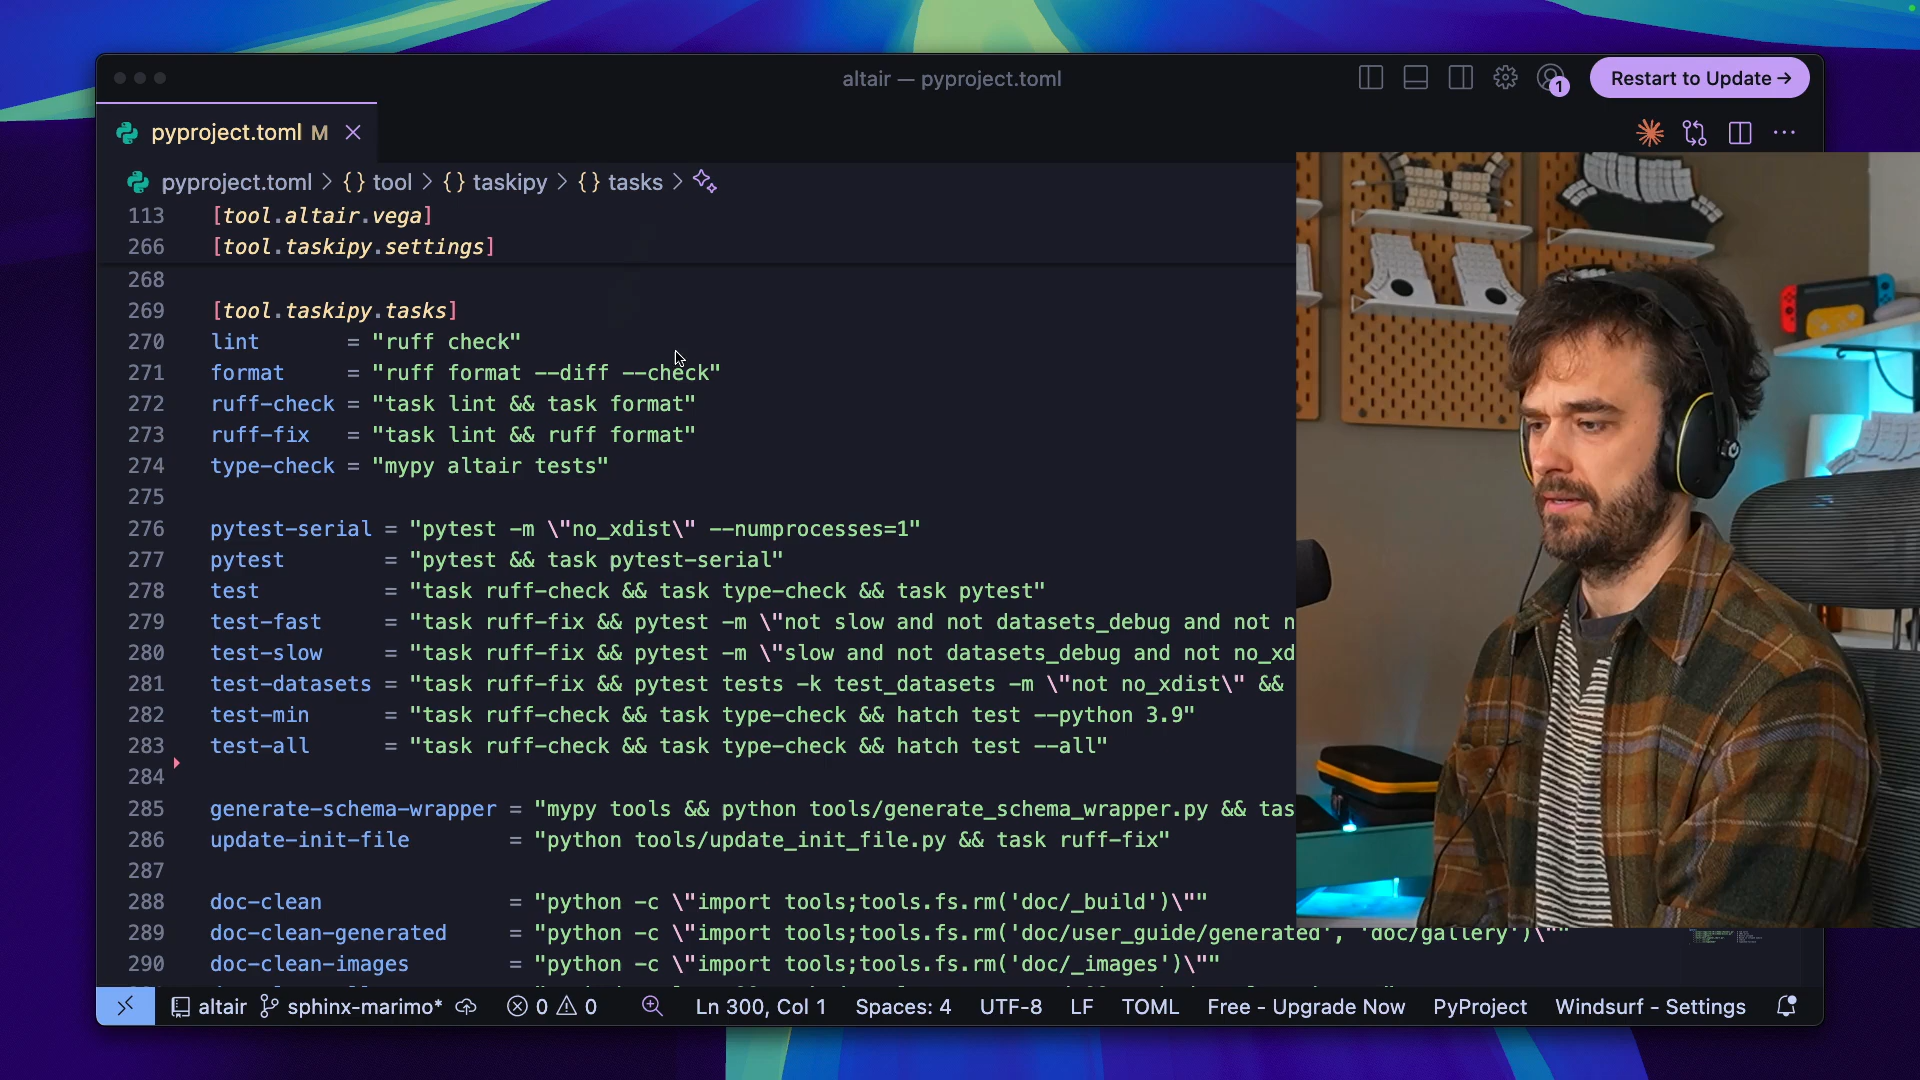 altair — pyproject.toml
1
Restart to Update →
pyproject.toml M
pyproject.toml > {} tool > {} taskipy > {} tasks >
113 [tool.altair.vega]
266 [tool.taskipy.settings]
268
269 [tool.taskipy.tasks]
270 lint = "ruff check"
271 format = "ruff format --diff --check"
272 ruff-check = "task lint && task format"
273 ruff-fix = "task lint && ruff format"
274 type-check = "mypy altair tests"
275
276 pytest-serial = "pytest -m \"no_xdist\" --numprocesses=1"
277 pytest = "pytest && task pytest-serial"
278 test = "task ruff-check && task type-check && task pytest"
279 test-fast = "task ruff-fix && pytest -m \"not slow and not datasets_debug and not n
280 test-slow = "task ruff-fix && pytest -m \"slow and not datasets_debug and not no_xd
281 test-datasets = "task ruff-fix && pytest tests -k test_datasets -m \"not no_xdist\" &&
282 test-min = "task ruff-check && task type-check && hatch test --python 3.9"
283 test-all = "task ruff-check && task type-check && hatch test --all"
284
285 generate-schema-wrapper = "mypy tools && python tools/generate_schema_wrapper.py && tas
286 update-init-file = "python tools/update_init_file.py && task ruff-fix"
287
288 doc-clean = "python -c \"import tools;tools.fs.rm('doc/_build')\""
289 doc-clean-generated = "python -c \"import tools;tools.fs.rm('doc/user_guide/generated', 'doc/gallery')\""
290 doc-clean-images = "python -c \"import tools;tools.fs.rm('doc/_images')\""
altair sphinx-marimo* 0 0 Ln 300, Col 1 Spaces: 4 UTF-8 LF TOML Free - Upgrade Now PyProject Windsurf - Settings